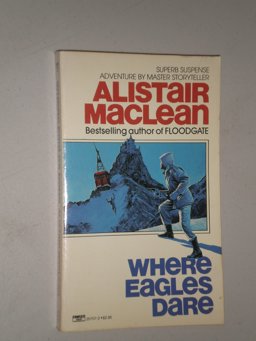 SUPERB SUSPENSE
ADVENTURE BY MASTER STORYTELLER
ALISTAIR
MACLEAN
Bestselling author of FLOODGATE
WHERE
EAGLES
DARE